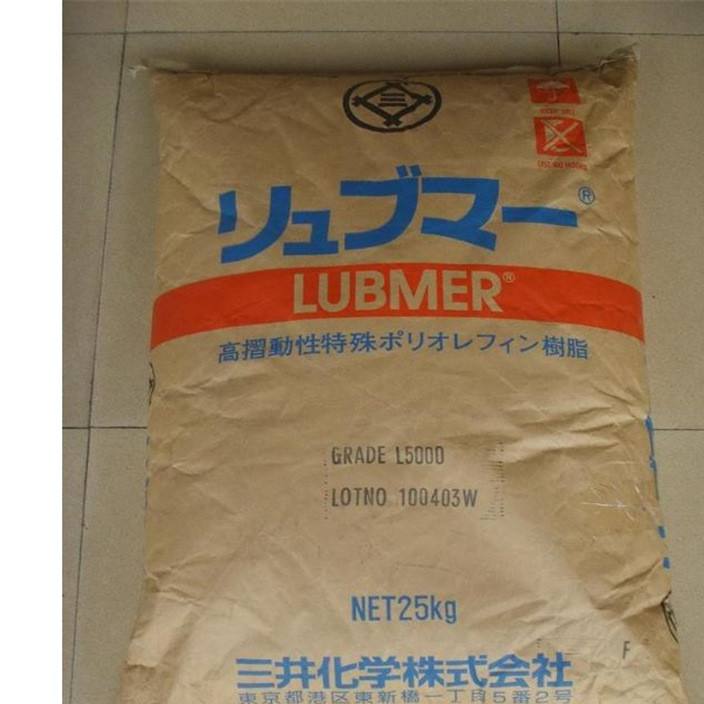 リュブマー®
LUBMER®
高摺動性特殊ポリオレフィン樹脂
GRADE L5000
LOTNO 100403W
NET25kg
F
三井化学株式会社
東京都港区東新橋一丁目5番2号